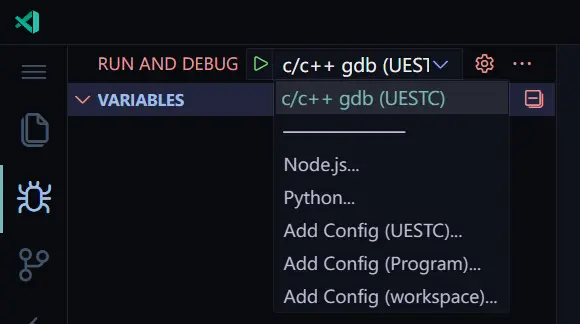 RUN AND DEBUG
c/c++ gdb (UEST
VARIABLES
c/c++ gdb (UESTC)
Node.js...
Python...
Add Config (UESTC)...
Add Config (Program)...
Add Config (workspace)...